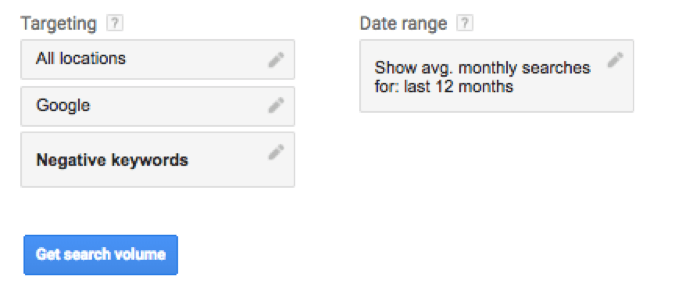 Targeting ?
All locations
Google
Negative keywords
Date range ?
Show avg. monthly searches
for: last 12 months
Get search volume